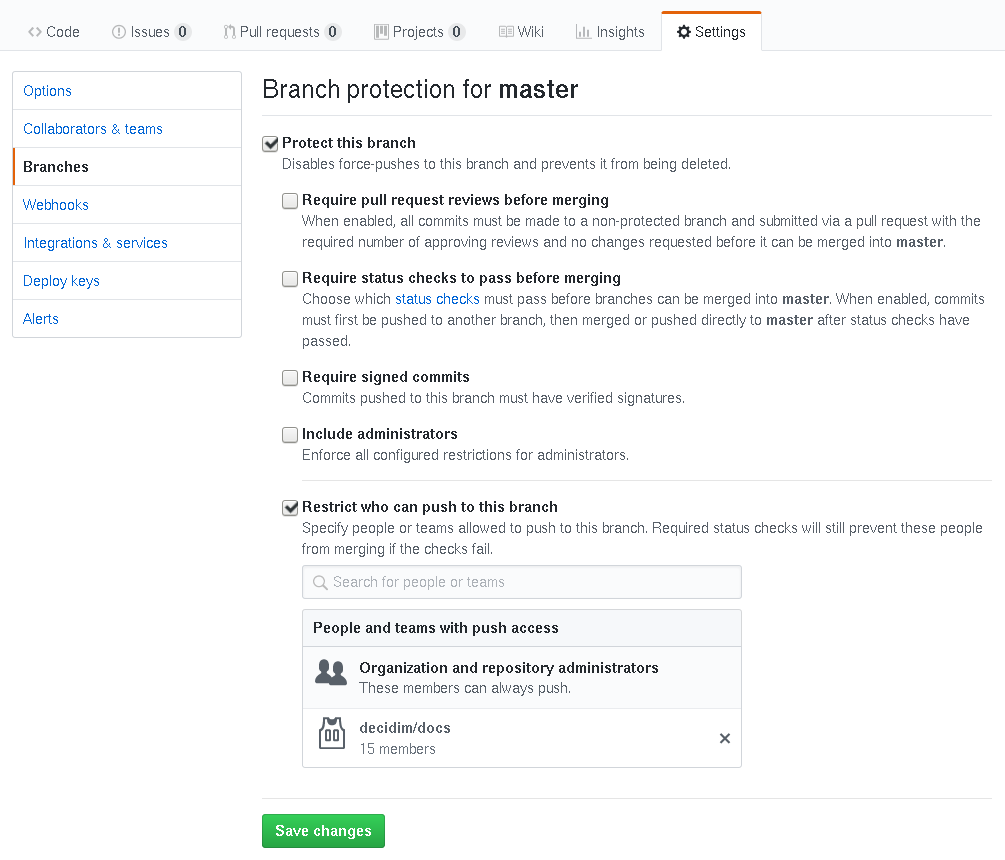 Code Issues 0 Pull requests 0 Projects 0 Wiki Insights Settings
Options
Collaborators & teams
Branches
Webhooks
Integrations & services
Deploy keys
Alerts
Branch protection for master
Protect this branch
Disables force-pushes to this branch and prevents it from being deleted.
Require pull request reviews before merging
When enabled, all commits must be made to a non-protected branch and submitted via a pull request with the
required number of approving reviews and no changes requested before it can be merged into master.
Require status checks to pass before merging
Choose which status checks must pass before branches can be merged into master. When enabled, commits
must first be pushed to another branch, then merged or pushed directly to master after status checks have
passed.
Require signed commits
Commits pushed to this branch must have verified signatures.
Include administrators
Enforce all configured restrictions for administrators.
Restrict who can push to this branch
Specify people or teams allowed to push to this branch. Required status checks will still prevent these people
from merging if the checks fail.
Search for people or teams
People and teams with push access
Organization and repository administrators
These members can always push.
decidim/docs
15 members
Save changes